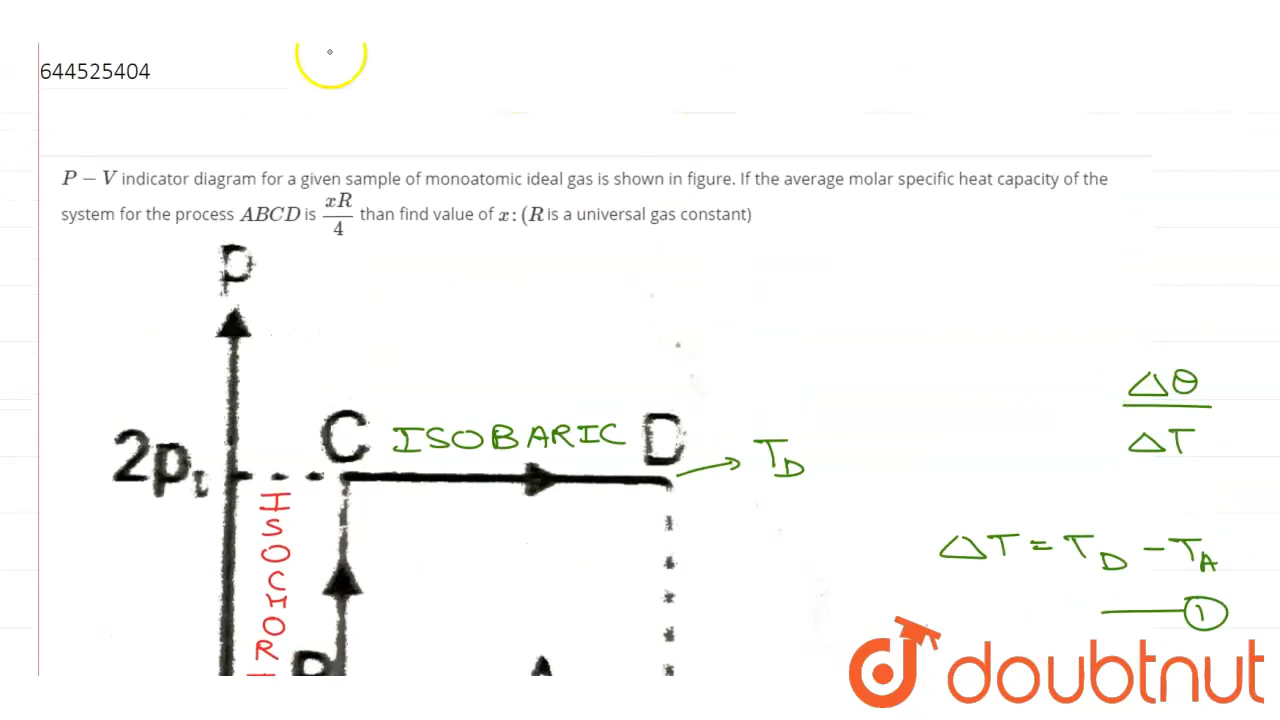 644525404
P − V indicator diagram for a given sample of monoatomic ideal gas is shown in figure. If the average molar specific heat capacity of the
system for the process ABCD is xR/4 than find value of x : (R is a universal gas constant)
P
C ISOBARIC D
T_D
2p₁
ISOCHOR
B
A
Δθ
ΔT
ΔT = T_D − T_A
1
doubtnut